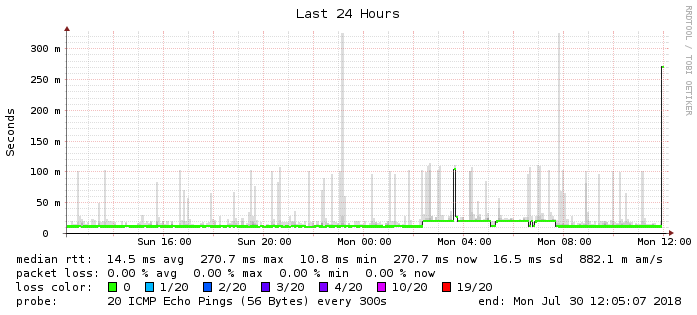 Last 24 Hours
RRDTOOL / TOBI OETIKER
Seconds
300 m
250 m
200 m
150 m
100 m
50 m
0
Sun 16:00 Sun 20:00 Mon 00:00 Mon 04:00 Mon 08:00 Mon 12:00
median rtt: 14.5 ms avg 270.7 ms max 10.8 ms min 270.7 ms now 16.5 ms sd 882.1 m am/s
packet loss: 0.00 % avg 0.00 % max 0.00 % min 0.00 % now
loss color: 0 1/20 2/20 3/20 4/20 10/20 19/20
probe: 20 ICMP Echo Pings (56 Bytes) every 300s end: Mon Jul 30 12:05:07 2018